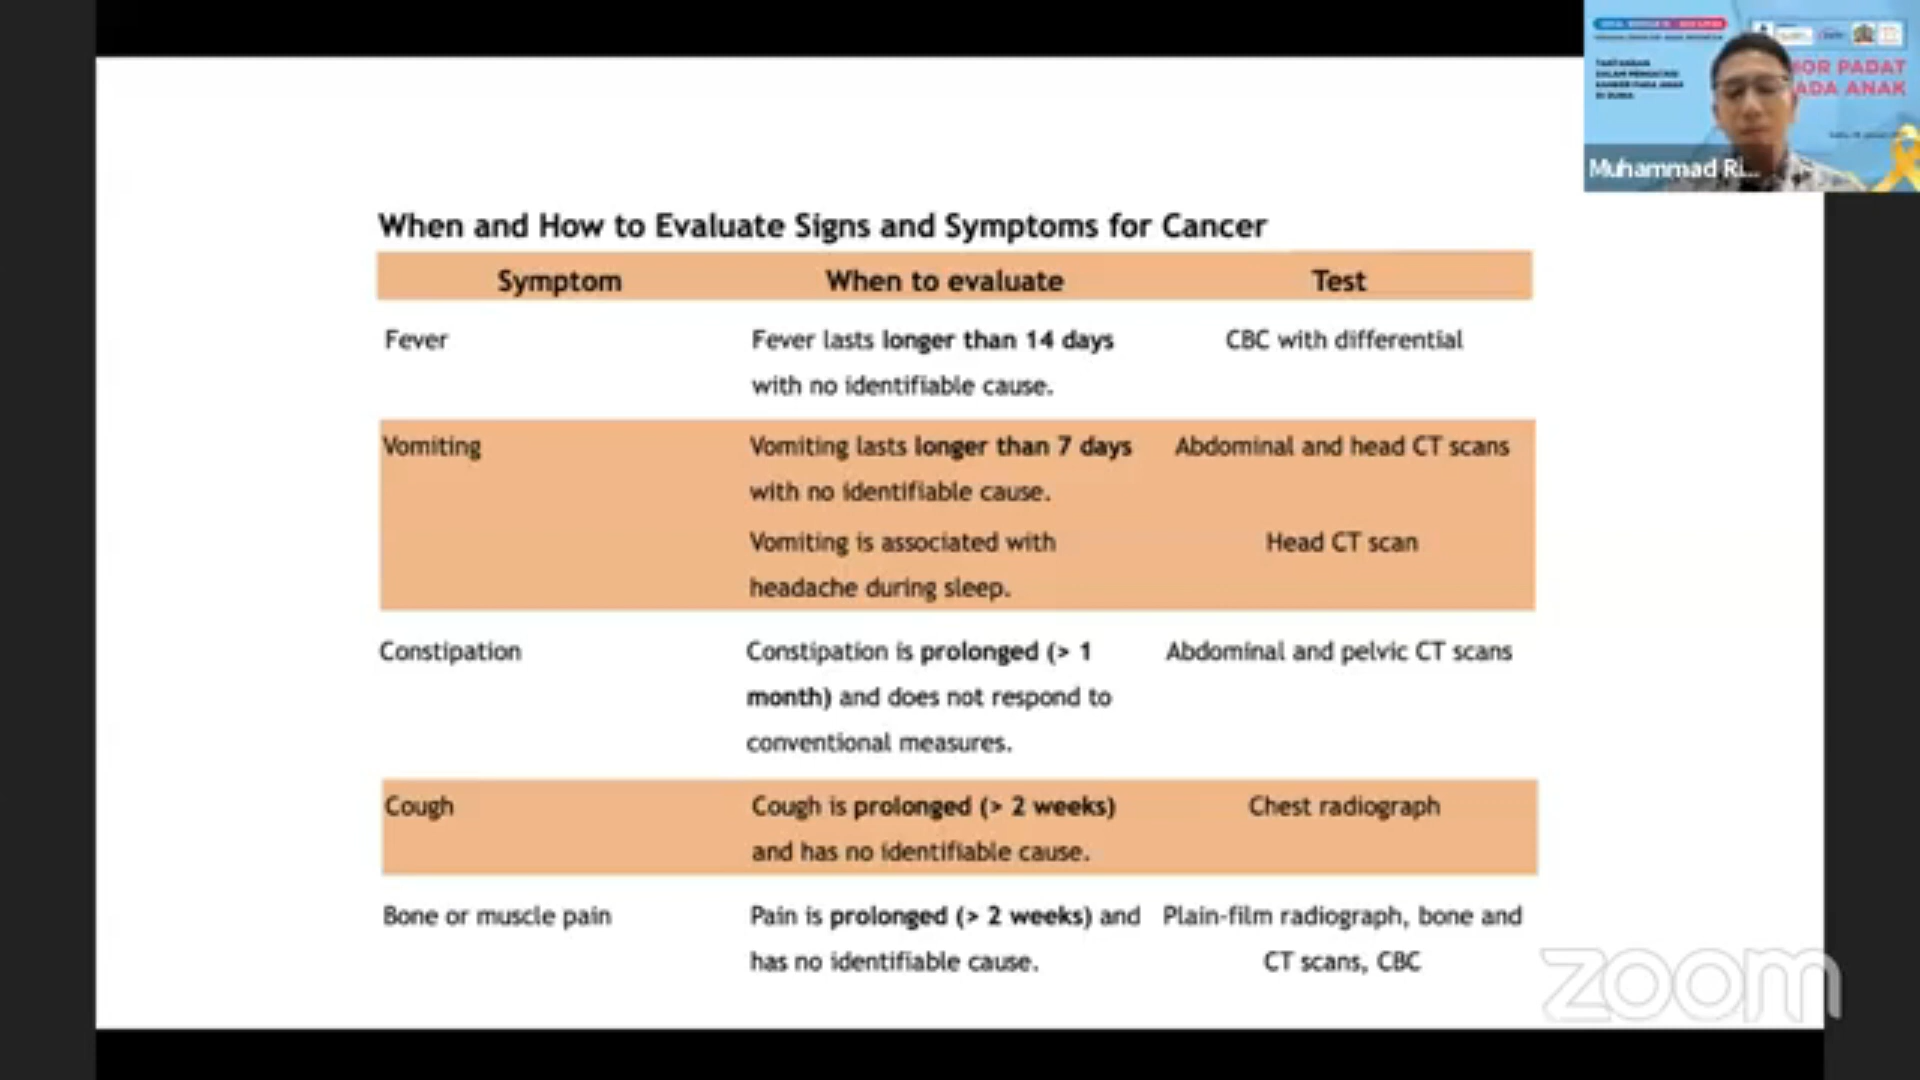 MOR PADAT
ADA ANAK
Muhammad Ri...
When and How to Evaluate Signs and Symptoms for Cancer
Symptom When to evaluate Test
Fever Fever lasts longer than 14 days CBC with differential
with no identifiable cause.
Vomiting Vomiting lasts longer than 7 days Abdominal and head CT scans
with no identifiable cause.
Vomiting is associated with Head CT scan
headache during sleep.
Constipation Constipation is prolonged (> 1 Abdominal and pelvic CT scans
month) and does not respond to
conventional measures.
Cough Cough is prolonged (> 2 weeks) Chest radiograph
and has no identifiable cause.
Bone or muscle pain Pain is prolonged (> 2 weeks) and Plain-film radiograph, bone and
has no identifiable cause. CT scans, CBC
zoom